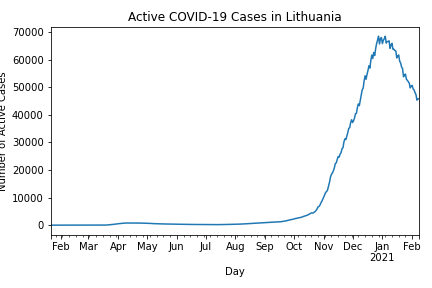 Active COVID-19 Cases in Lithuania
Number of Active Cases
70000
60000
50000
40000
30000
20000
10000
0
Feb Mar Apr May Jun Jul Aug Sep Oct Nov Dec Jan Feb
2021
Day